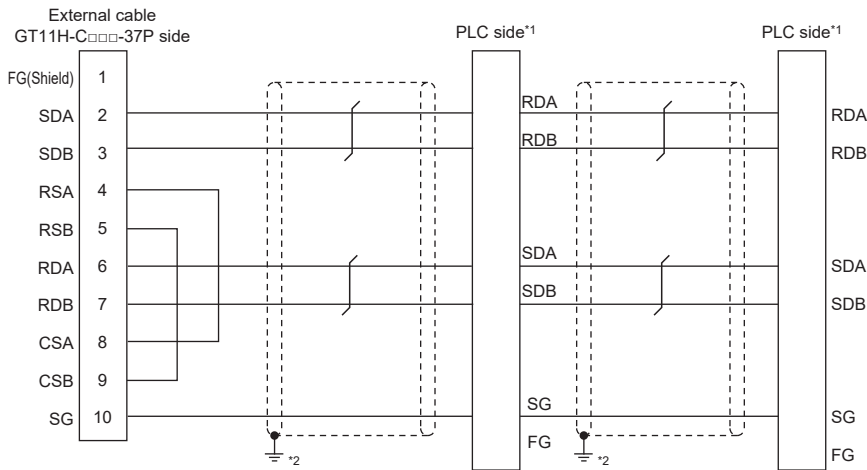 External cable
GT11H-C□□□-37P side
PLC side*1
PLC side*1
FG(Shield) 1
SDA 2 RDA RDA
SDB 3 RDB RDB
RSA 4
RSB 5
RDA 6 SDA SDA
RDB 7 SDB SDB
CSA 8
CSB 9
SG 10 SG SG
FG FG
*2 *2